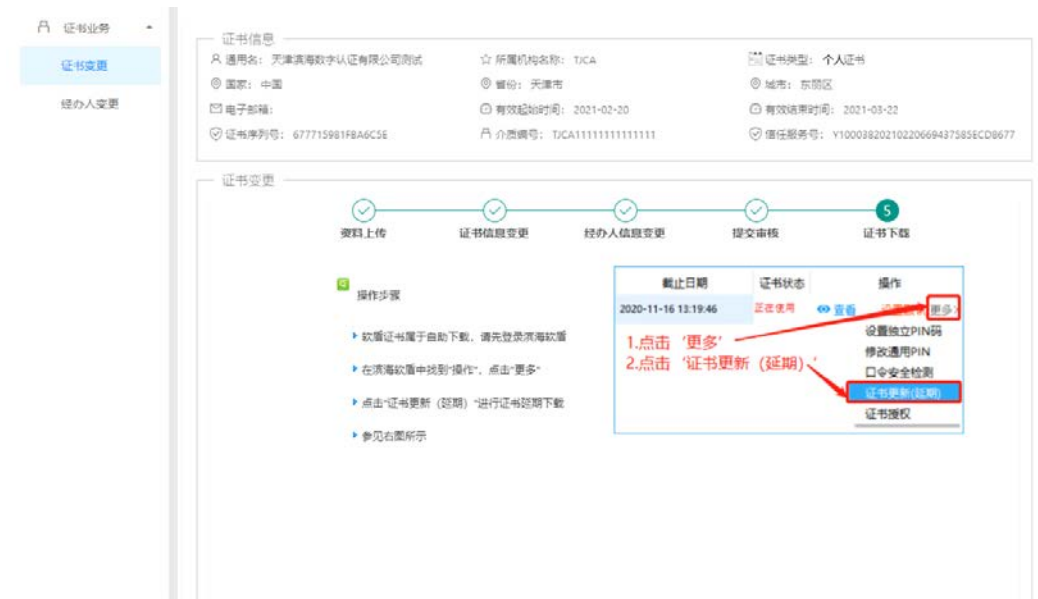 证书业务
证书变更
经办人变更
证书信息
通用名: 天津滨海数字认证有限公司测试
所属机构名称: TJCA
证书类型: 个人证书
国家: 中国
省份: 天津市
城市: 东丽区
电子邮箱:
有效起始时间: 2021-02-20
有效结束时间: 2021-03-22
证书序列号: 677715981FBA6C5E
介质编号: TJCA11111111111111
信任服务号: Y10003820210220669437585ECD8677
证书变更
5
资料上传
证书信息变更
经办人信息变更
提交审核
证书下载
操作步骤
软盾证书属于自助下载,请先登录滨海软盾
在滨海软盾中找到“操作”,点击“更多”
点击“证书更新(延期)”进行证书延期下载
参见右图所示
截止日期 证书状态 操作
2020-11-16 13:19:46 正在使用 查看 更多
设置独立PIN码
1.点击‘更多’
修改通用PIN
2.点击‘证书更新(延期)’
口令安全检测
证书更新(延期)
证书授权